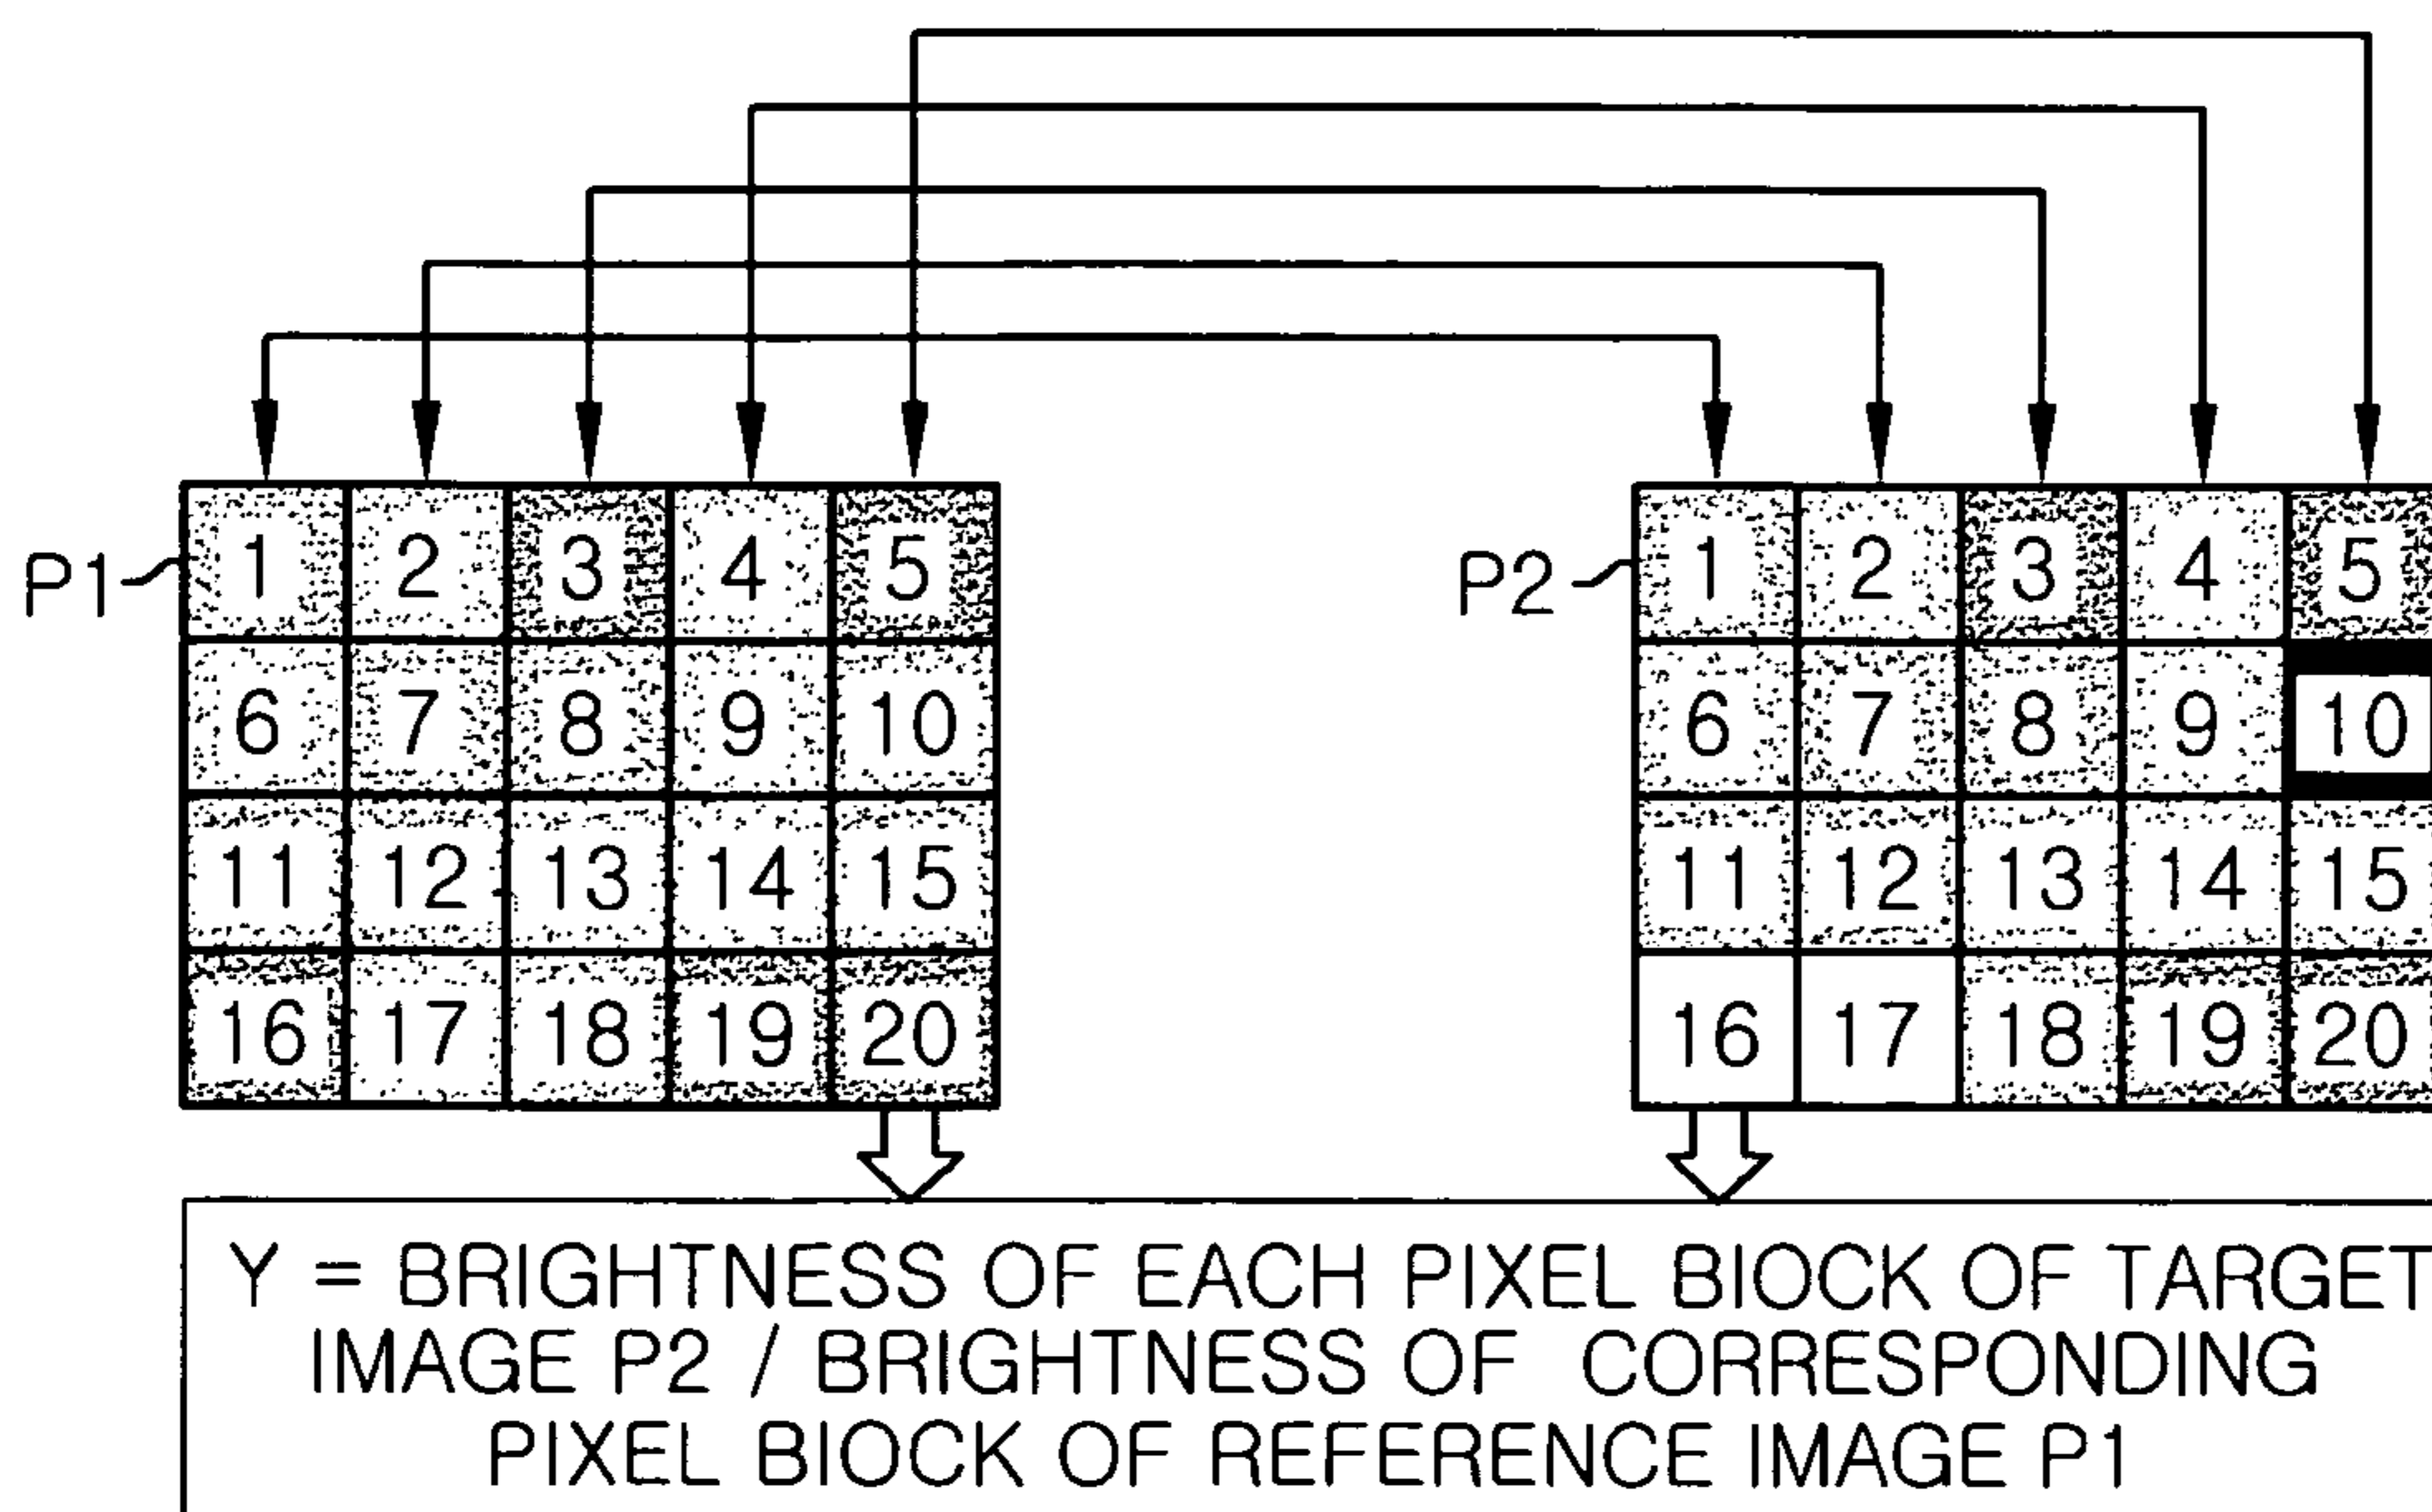 P1 1 2 3 4 5 P2 1 2 3 4 5
6 7 8 9 10 6 7 8 9 10
11 12 13 14 15 11 12 13 14 15
16 17 18 19 20 16 17 18 19 20
Y = BRIGHTNESS OF EACH PIXEL BIOCK OF TARGET
IMAGE P2 / BRIGHTNESS OF CORRESPONDING
PIXEL BIOCK OF REFERENCE IMAGE P1